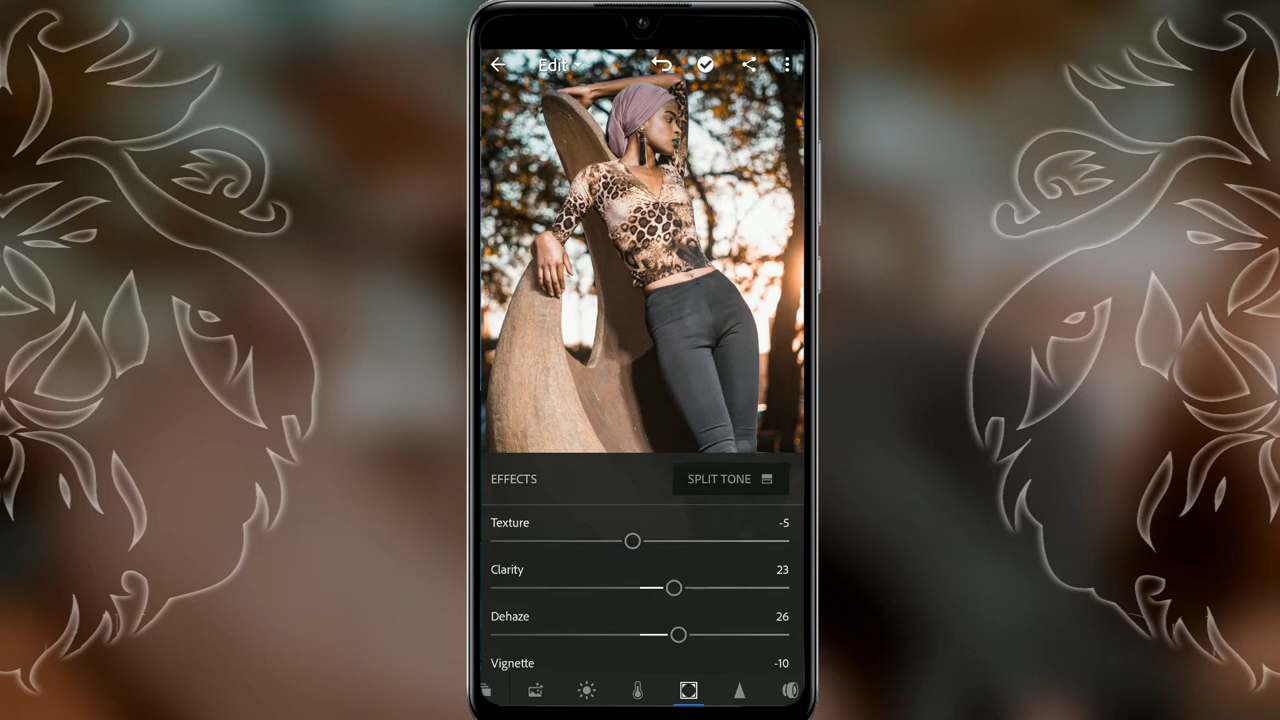 Edit
EFFECTS SPLIT TONE
Texture -5
Clarity 23
Dehaze 26
Vignette -10